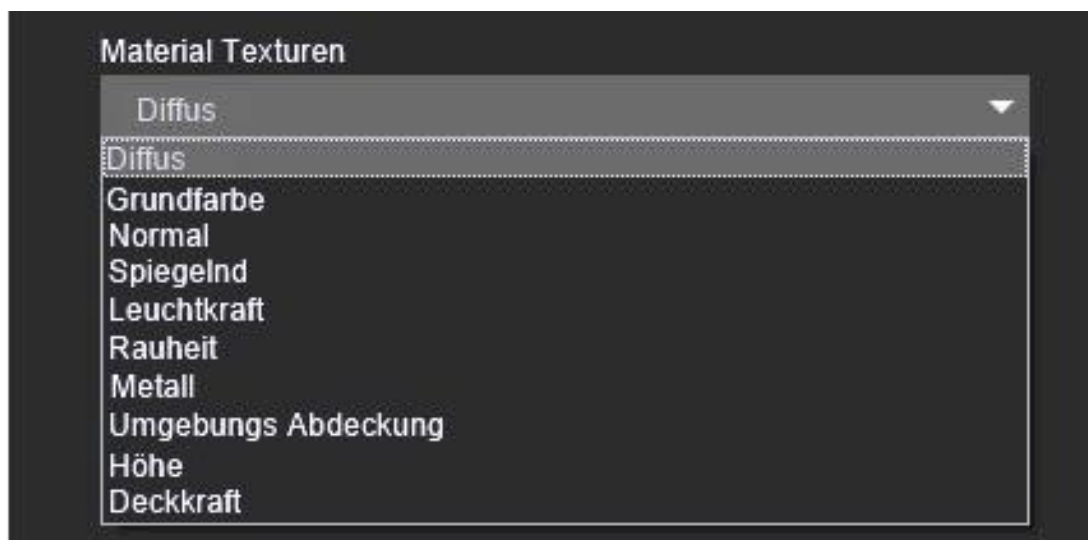 Material Texturen
Diffus
Diffus
Grundfarbe
Normal
Spiegelnd
Leuchtkraft
Rauheit
Metall
Umgebungs Abdeckung
Höhe
Deckkraft